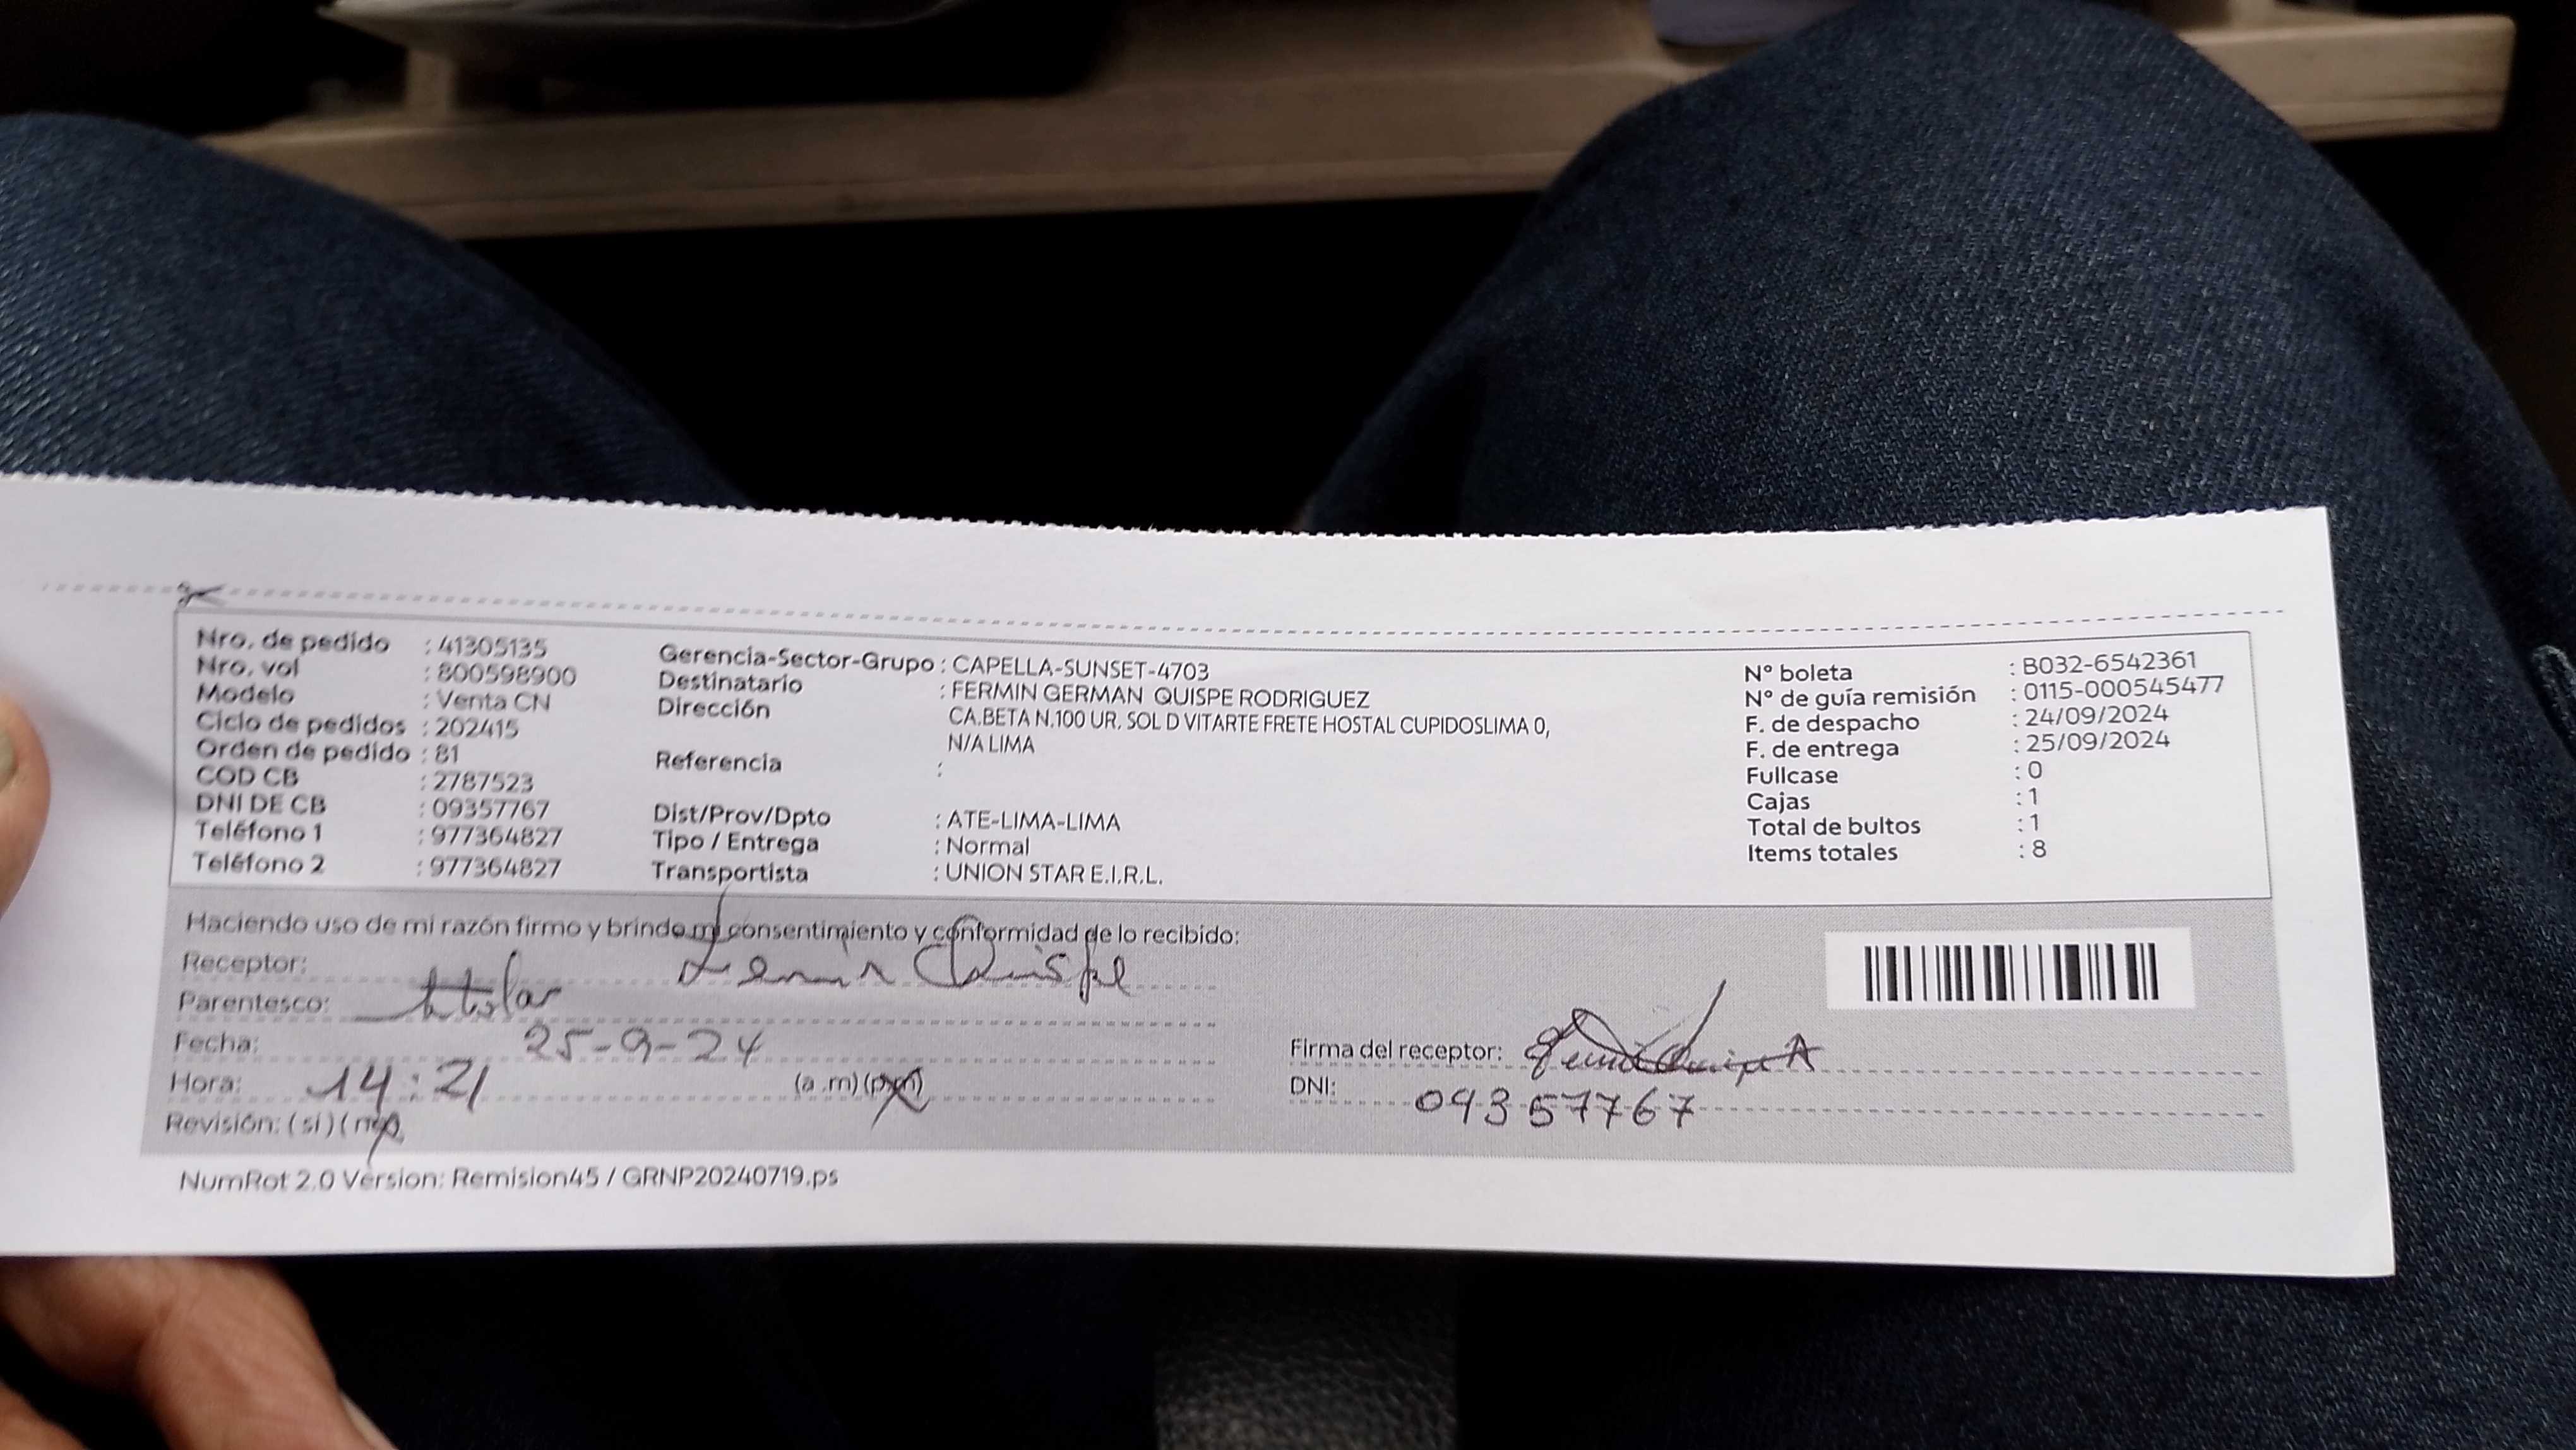 Nro. de pedido : 41305135
Nro. vol : 800598900
Modelo : Venta CN
Ciclo de pedidos : 202415
Orden de pedido : 81
COD CB : 2787523
DNI DE CB : 09357767
Teléfono 1 : 977364827
Teléfono 2 : 977364827
Gerencia-Sector-Grupo : CAPELLA-SUNSET-4703
Destinatario : FERMIN GERMAN QUISPE RODRIGUEZ
Dirección CA.BETA N.100 UR. SOL D VITARTE FRETE HOSTAL CUPIDOSLIMA 0,
N/A LIMA
Referencia :
Dist/Prov/Dpto : ATE-LIMA-LIMA
Tipo / Entrega : Normal
Transportista : UNION STAR E.I.R.L.
N° boleta : B032-6542361
N° de guía remisión : 0115-000545477
F. de despacho : 24/09/2024
F. de entrega : 25/09/2024
Fullcase : 0
Cajas : 1
Total de bultos : 1
Items totales : 8
Haciendo uso de mi razón firmo y brindo mi consentimiento y conformidad de lo recibido:
Receptor: Fermin Quispe
Parentesco: titular
Fecha: 25-9-24
Hora: 14:21 (a .m) (p.m)
Revisión: ( si ) ( no)
Firma del receptor:
DNI: 09357767
NumRot 2.0 Version: Remision45 / GRNP20240719.ps